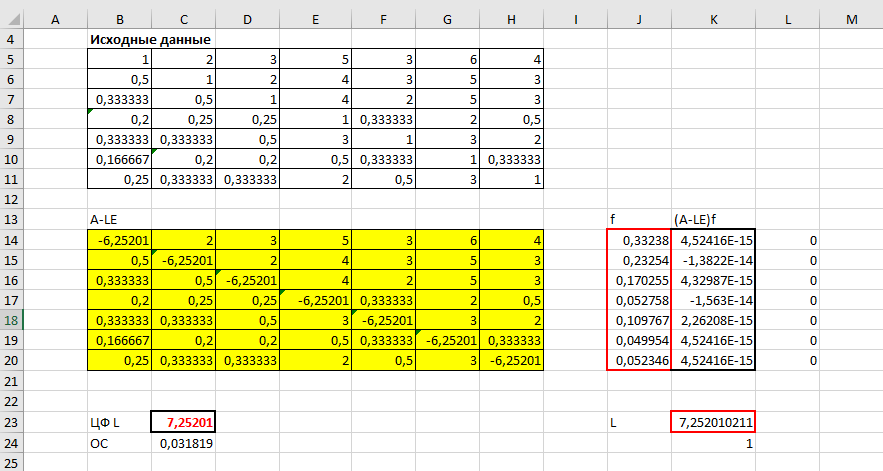 A B C D E F G H I J K L M
4 Исходные данные
5 1 2 3 5 3 6 4
6 0,5 1 2 4 3 5 3
7 0,333333 0,5 1 4 2 5 3
8 0,2 0,25 0,25 1 0,333333 2 0,5
9 0,333333 0,333333 0,5 3 1 3 2
10 0,166667 0,2 0,2 0,5 0,333333 1 0,333333
11 0,25 0,333333 0,333333 2 0,5 3 1
12
13 A-LE f (A-LE)f
14 -6,25201 2 3 5 3 6 4 0,33238 4,52416E-15 0
15 0,5 -6,25201 2 4 3 5 3 0,23254 -1,3822E-14 0
16 0,333333 0,5 -6,25201 4 2 5 3 0,170255 4,32987E-15 0
17 0,2 0,25 0,25 -6,25201 0,333333 2 0,5 0,052758 -1,563E-14 0
18 0,333333 0,333333 0,5 3 -6,25201 3 2 0,109767 2,26208E-15 0
19 0,166667 0,2 0,2 0,5 0,333333 -6,25201 0,333333 0,049954 4,52416E-15 0
20 0,25 0,333333 0,333333 2 0,5 3 -6,25201 0,052346 4,52416E-15 0
21
22
23 ЦФ L 7,25201 L 7,252010211
24 ОС 0,031819 1
25